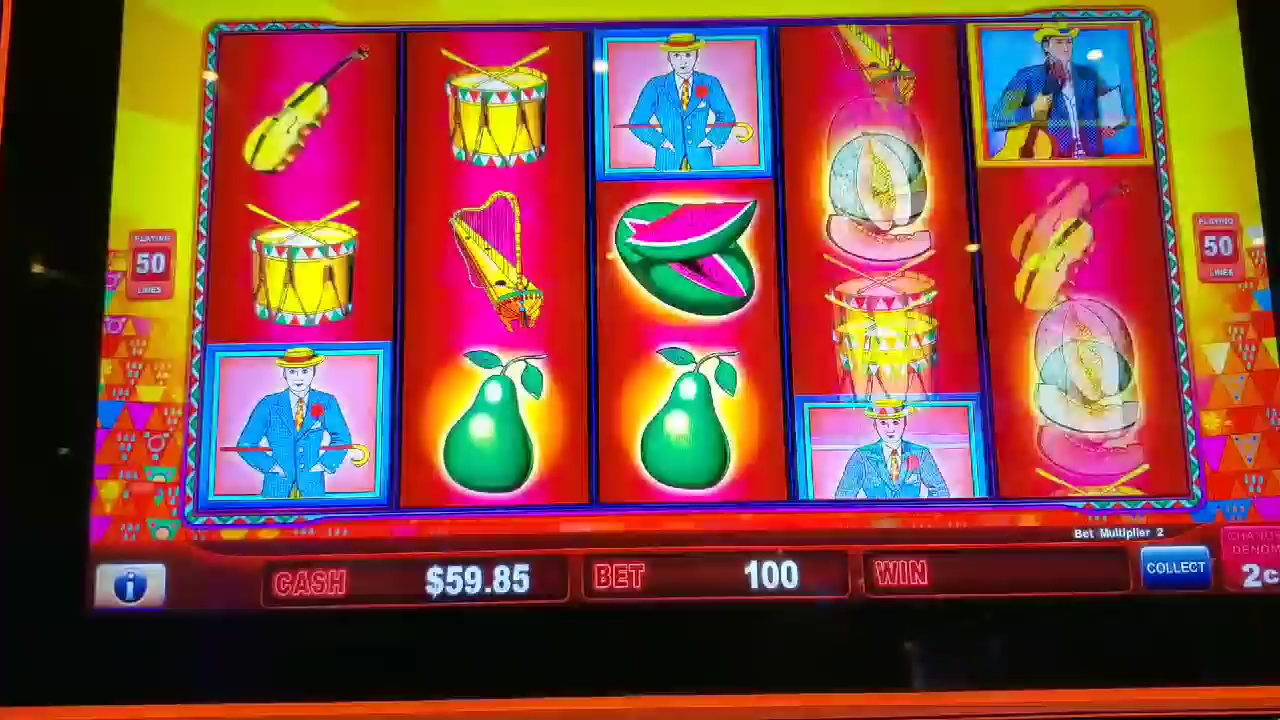 PLAYING
50
LINES
PLAYING
50
LINES
Bet Multiplier 2
CASH $59.85
BET 100
WIN
COLLECT
2c
i